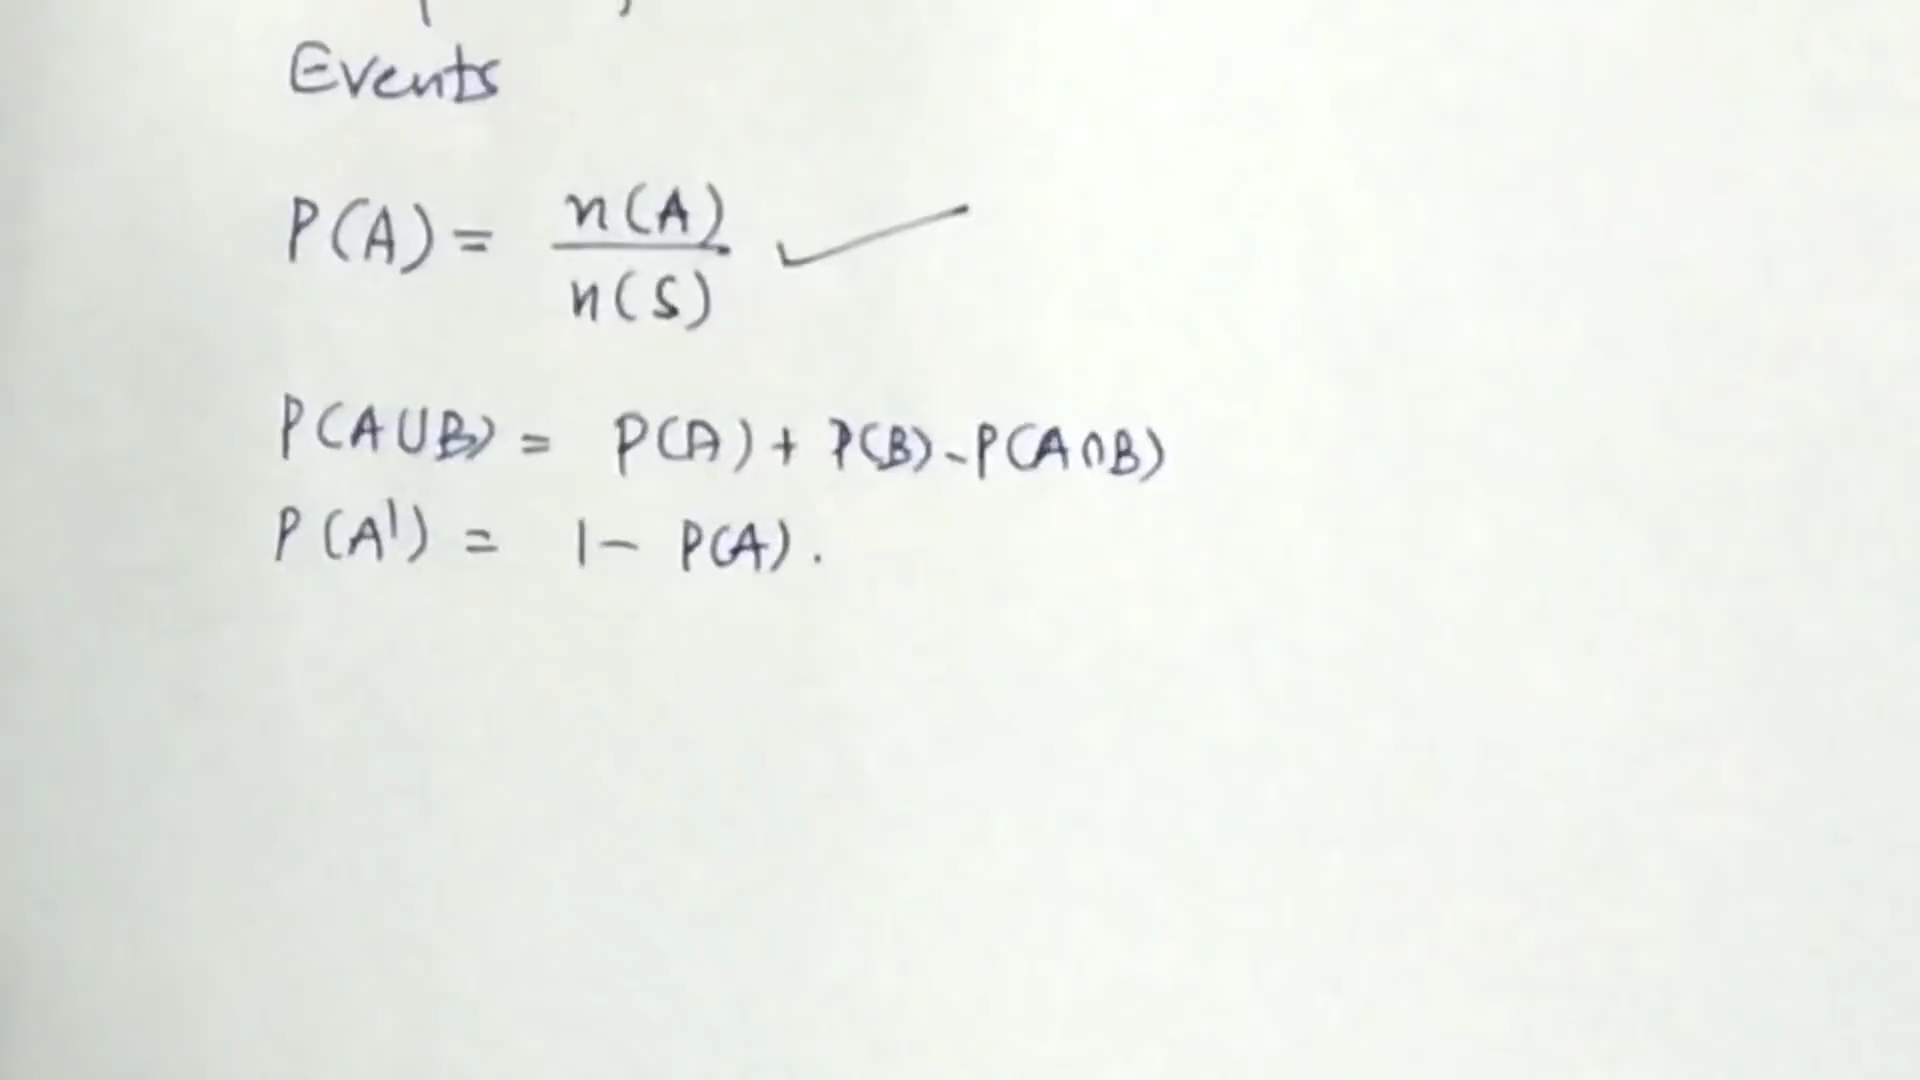 Events
P(A) = n(A) / n(S) ✓
P(A∪B) = P(A) + P(B) - P(A∩B)
P(A') = 1 - P(A).